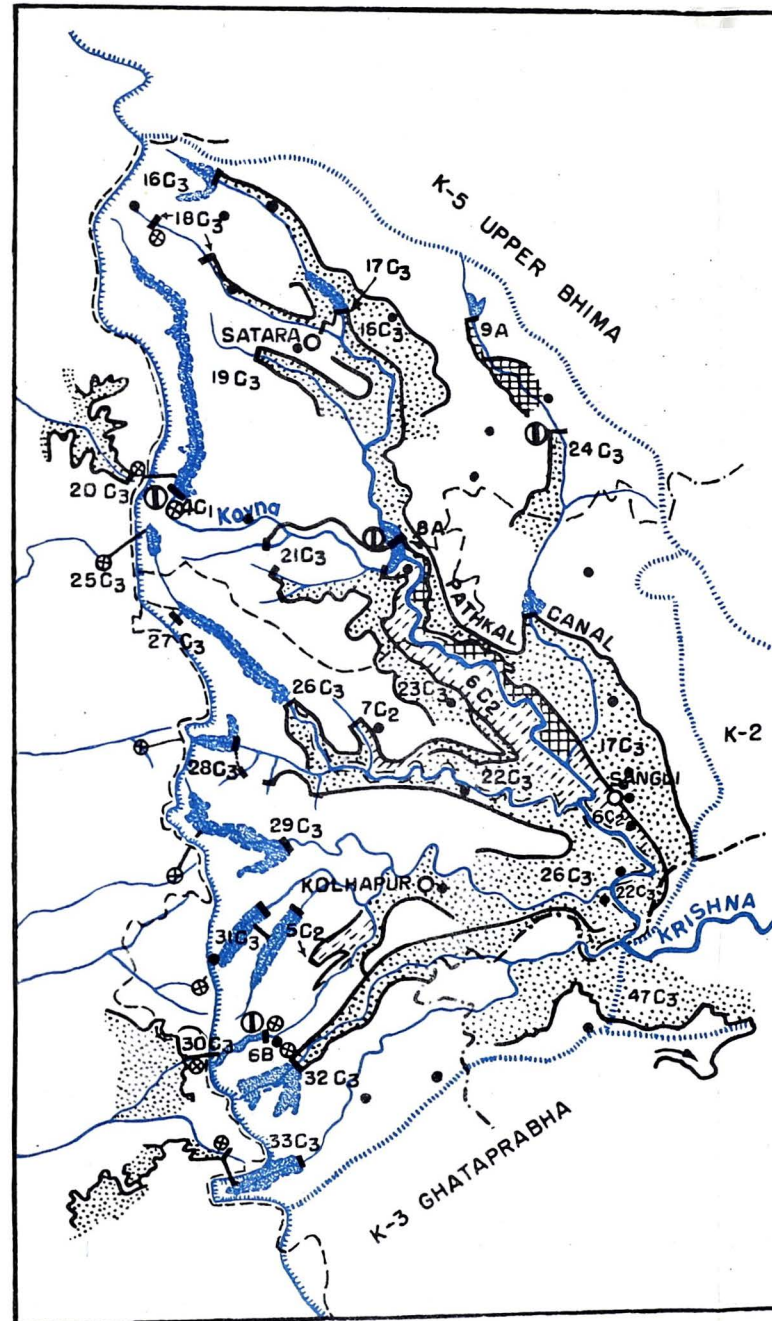 K-5 UPPER BHIMA
16C3
18C3
17C3
16C3
9A
SATARA
19C3
24C3
20C3
4C1
Koyna
8A
21C3
25C3
PATHKAL CANAL
27C3
26C3
7C2
23C3
6C2
17C3
K-2
28C3
22C3
SANGLI
6C2
29C3
26C3
22C3
KOLHAPUR
KRISHNA
31C3
5C2
47C3
30C3
6B
32C3
33C3
K-3 GHATAPRABHA